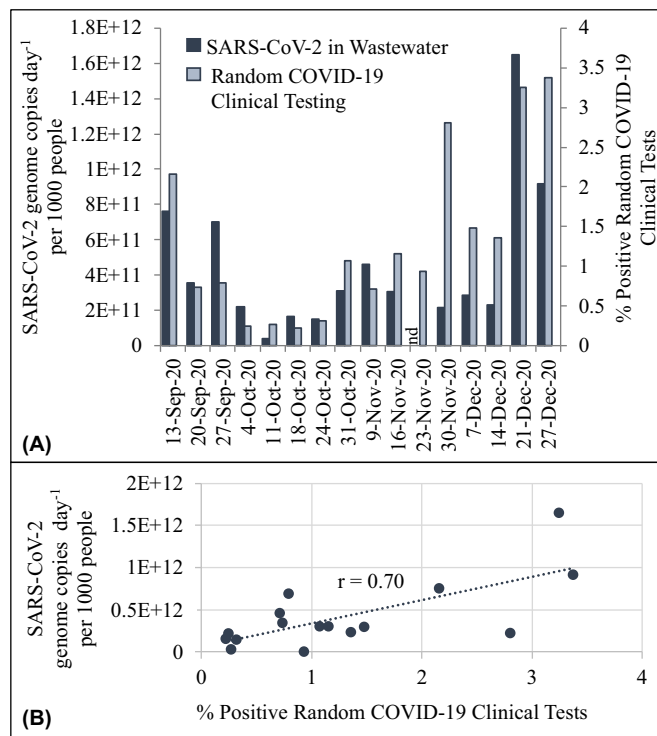 SARS-CoV-2 genome copies day-1
per 1000 people
1.8E+12
1.6E+12
1.4E+12
1.2E+12
1E+12
8E+11
6E+11
4E+11
2E+11
0
SARS-CoV-2 in Wastewater
Random COVID-19
Clinical Testing
4
3.5
3
2.5
2
1.5
1
0.5
0
% Positive Random COVID-19
Clinical Tests
nd
13-Sep-20
20-Sep-20
27-Sep-20
4-Oct-20
11-Oct-20
18-Oct-20
24-Oct-20
31-Oct-20
9-Nov-20
16-Nov-20
23-Nov-20
30-Nov-20
7-Dec-20
14-Dec-20
21-Dec-20
27-Dec-20
(A)
SARS-CoV-2
genome copies day-1
per 1000 people
2E+12
1.5E+12
1E+12
0.5E+12
0
r = 0.70
0
1
2
3
4
% Positive Random COVID-19 Clinical Tests
(B)